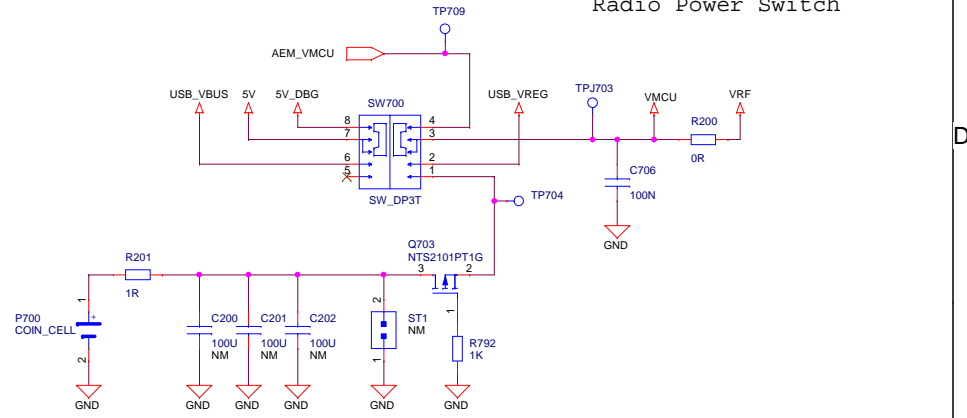 Radio Power Switch
TP709
AEM_VMCU
USB_VBUS 5V 5V_DBG SW700 USB_VREG TPJ703 VMCU VRF
R200
0R
8 4
7 3
6 2
5 1
SW_DP3T
C706
100N
GND
D
TP704
Q703
NTS2101PT1G
3 2
1
R201
1R
P700
COIN_CELL
1
+
2
C200
100U
NM
C201
100U
NM
C202
100U
NM
2
ST1
NM
1
R792
1K
GND GND GND GND GND GND